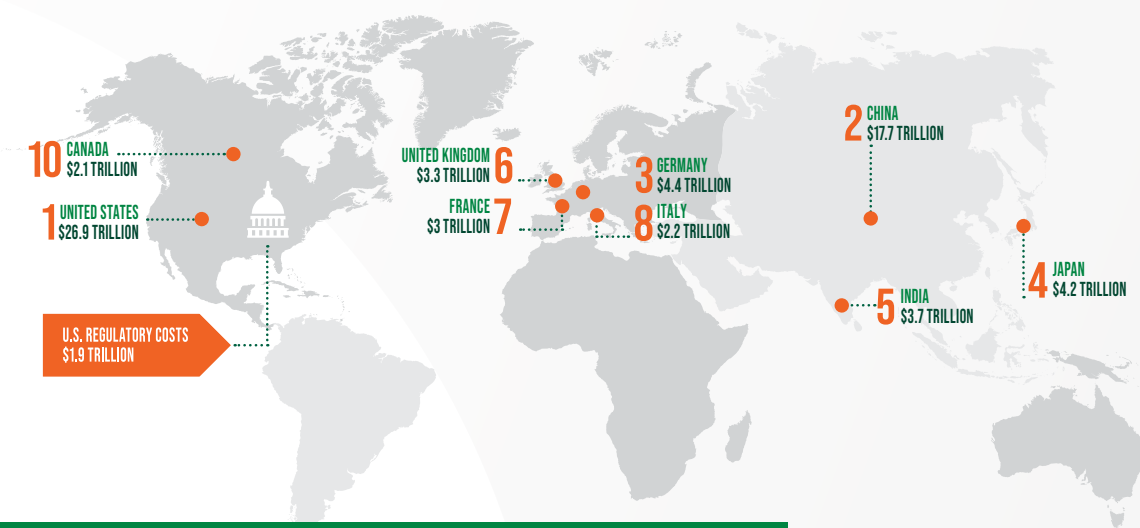 10 CANADA
$2.1 TRILLION
1 UNITED STATES
$26.9 TRILLION
U.S. REGULATORY COSTS
$1.9 TRILLION
UNITED KINGDOM 6
$3.3 TRILLION
FRANCE 7
$3 TRILLION
3 GERMANY
$4.4 TRILLION
8 ITALY
$2.2 TRILLION
2 CHINA
$17.7 TRILLION
4 JAPAN
$4.2 TRILLION
5 INDIA
$3.7 TRILLION